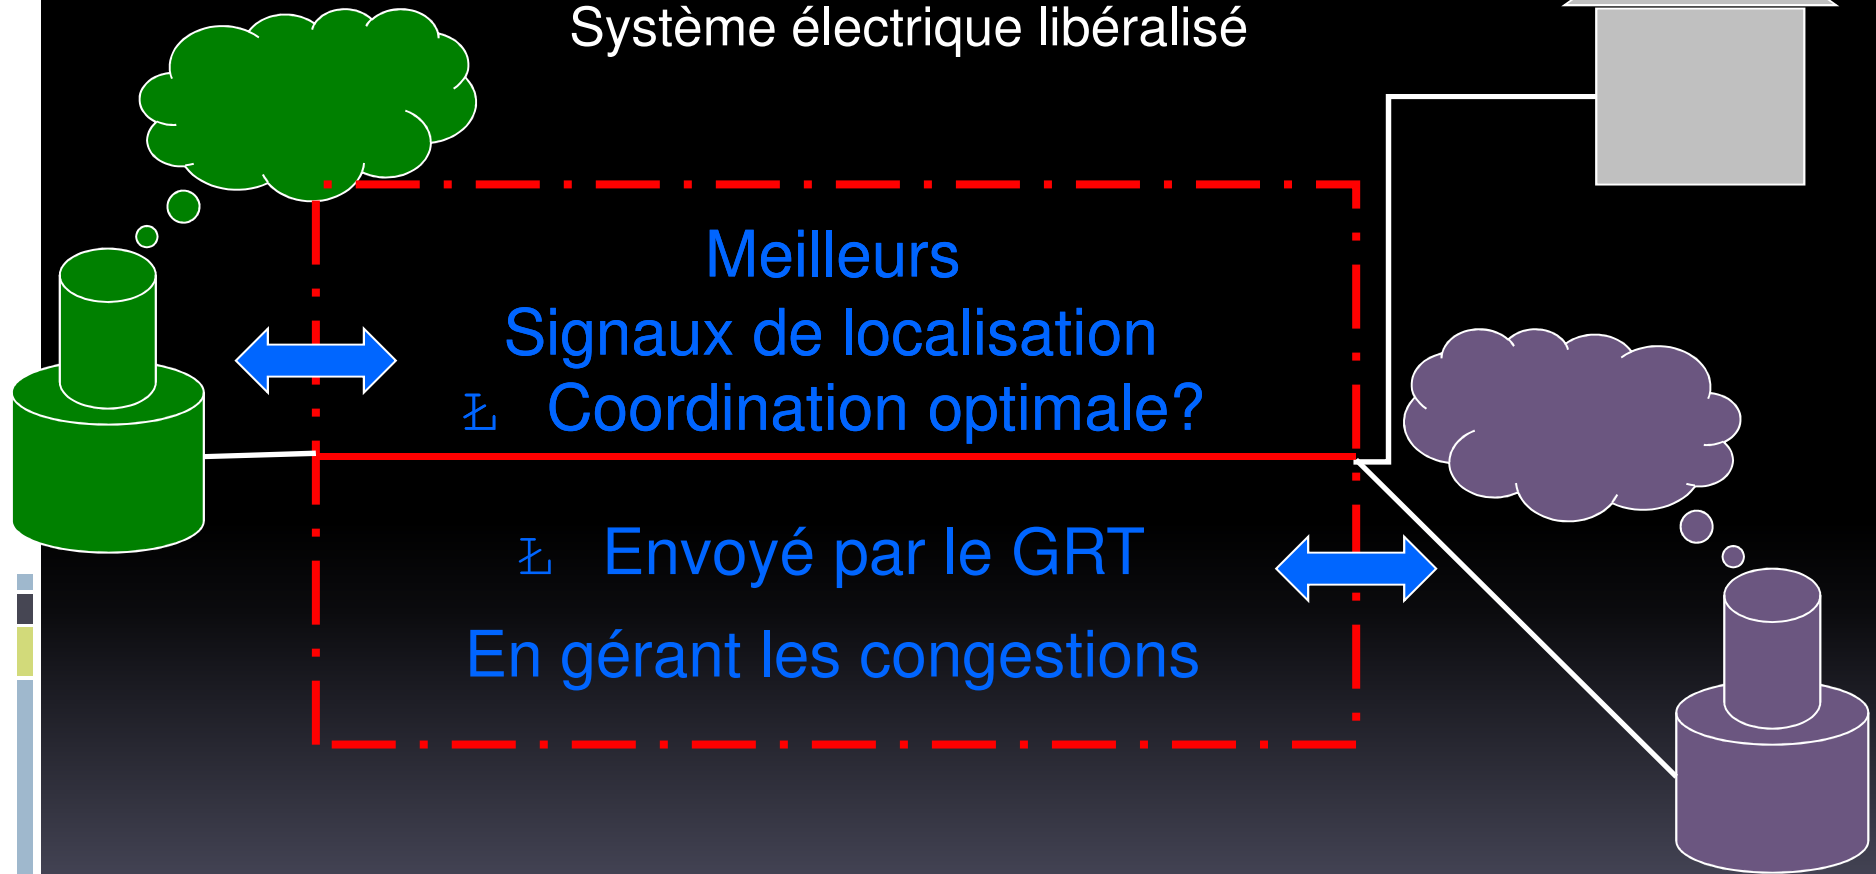 Système électrique libéralisé
Meilleurs
Signaux de localisation
Ł Coordination optimale?
Ł Envoyé par le GRT
En gérant les congestions